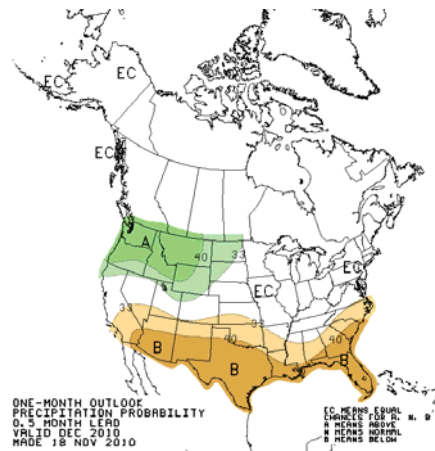 EC
EC
EC
A
40
33
EC
EC
33
33
40
40
B
B
B
ONE-MONTH OUTLOOK
PRECIPITATION PROBABILITY
0.5 MONTH LEAD
VALID DEC 2010
MADE 18 NOV 2010
EC MEANS EQUAL
CHANCES FOR A, N, B
A MEANS ABOVE
N MEANS NORMAL
B MEANS BELOW